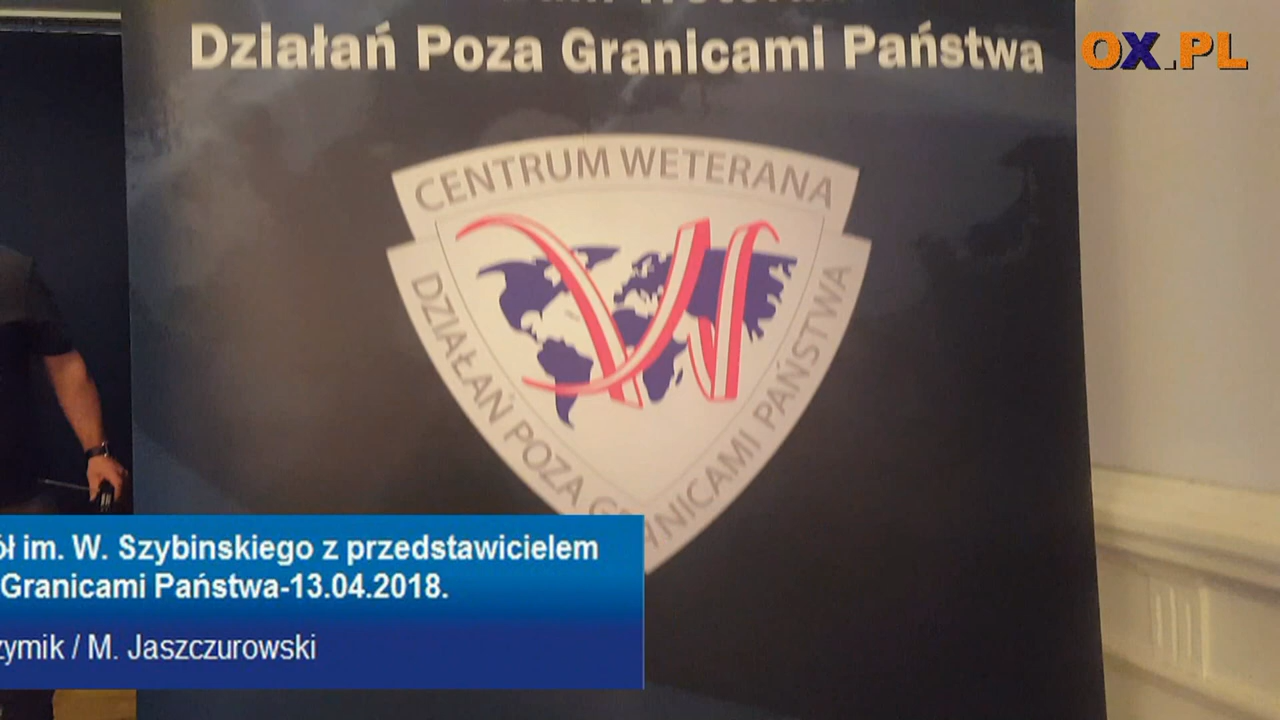 Działań Poza Granicami Państwa
OX.PL
CENTRUM WETERANA
DZIAŁAŃ POZA GRANICAMI PAŃSTWA
ół im. W. Szybinskiego z przedstawicielem
Granicami Państwa-13.04.2018.
zymik / M. Jaszczurowski